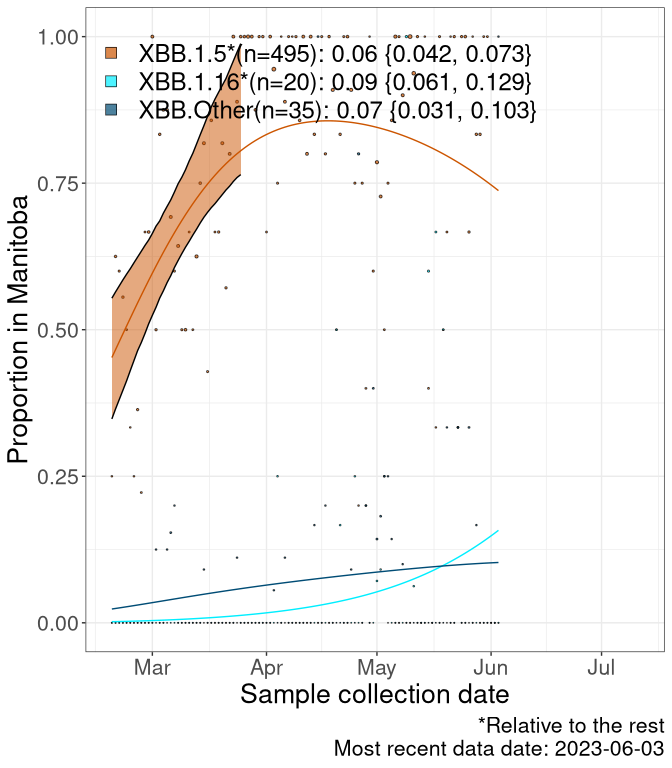 XBB.1.5*(n=495): 0.06 {0.042, 0.073}
XBB.1.16*(n=20): 0.09 {0.061, 0.129}
XBB.Other(n=35): 0.07 {0.031, 0.103}
Proportion in Manitoba
1.00
0.75
0.50
0.25
0.00
Mar Apr May Jun Jul
Sample collection date
*Relative to the rest
Most recent data date: 2023-06-03